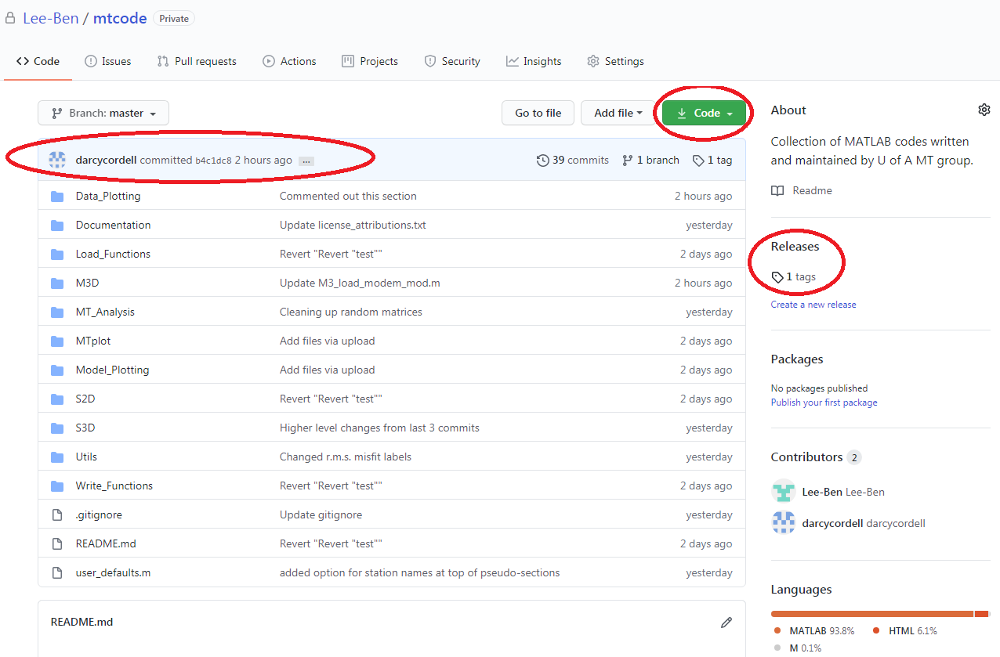 Lee-Ben / mtcode Private
Code Issues Pull requests Actions Projects Security Insights Settings
Branch: master Go to file Add file Code
darcycordell committed b4c1dc8 2 hours ago ... 39 commits 1 branch 1 tag
Data_Plotting Commented out this section 2 hours ago
Documentation Update license_attributions.txt yesterday
Load_Functions Revert "Revert "test"" 2 days ago
M3D Update M3_load_modem_mod.m 2 hours ago
MT_Analysis Cleaning up random matrices yesterday
MTplot Add files via upload 2 days ago
Model_Plotting Add files via upload 2 days ago
S2D Revert "Revert "test"" 2 days ago
S3D Higher level changes from last 3 commits yesterday
Utils Changed r.m.s. misfit labels yesterday
Write_Functions Revert "Revert "test"" 2 days ago
.gitignore Update gitignore yesterday
README.md Revert "Revert "test"" 2 days ago
user_defaults.m added option for station names at top of pseudo-sections yesterday
README.md
About
Collection of MATLAB codes written
and maintained by U of A MT group.
Readme
Releases
1 tags
Create a new release
Packages
No packages published
Publish your first package
Contributors 2
Lee-Ben Lee-Ben
darcycordell darcycordell
Languages
MATLAB 93.8% HTML 6.1%
M 0.1%